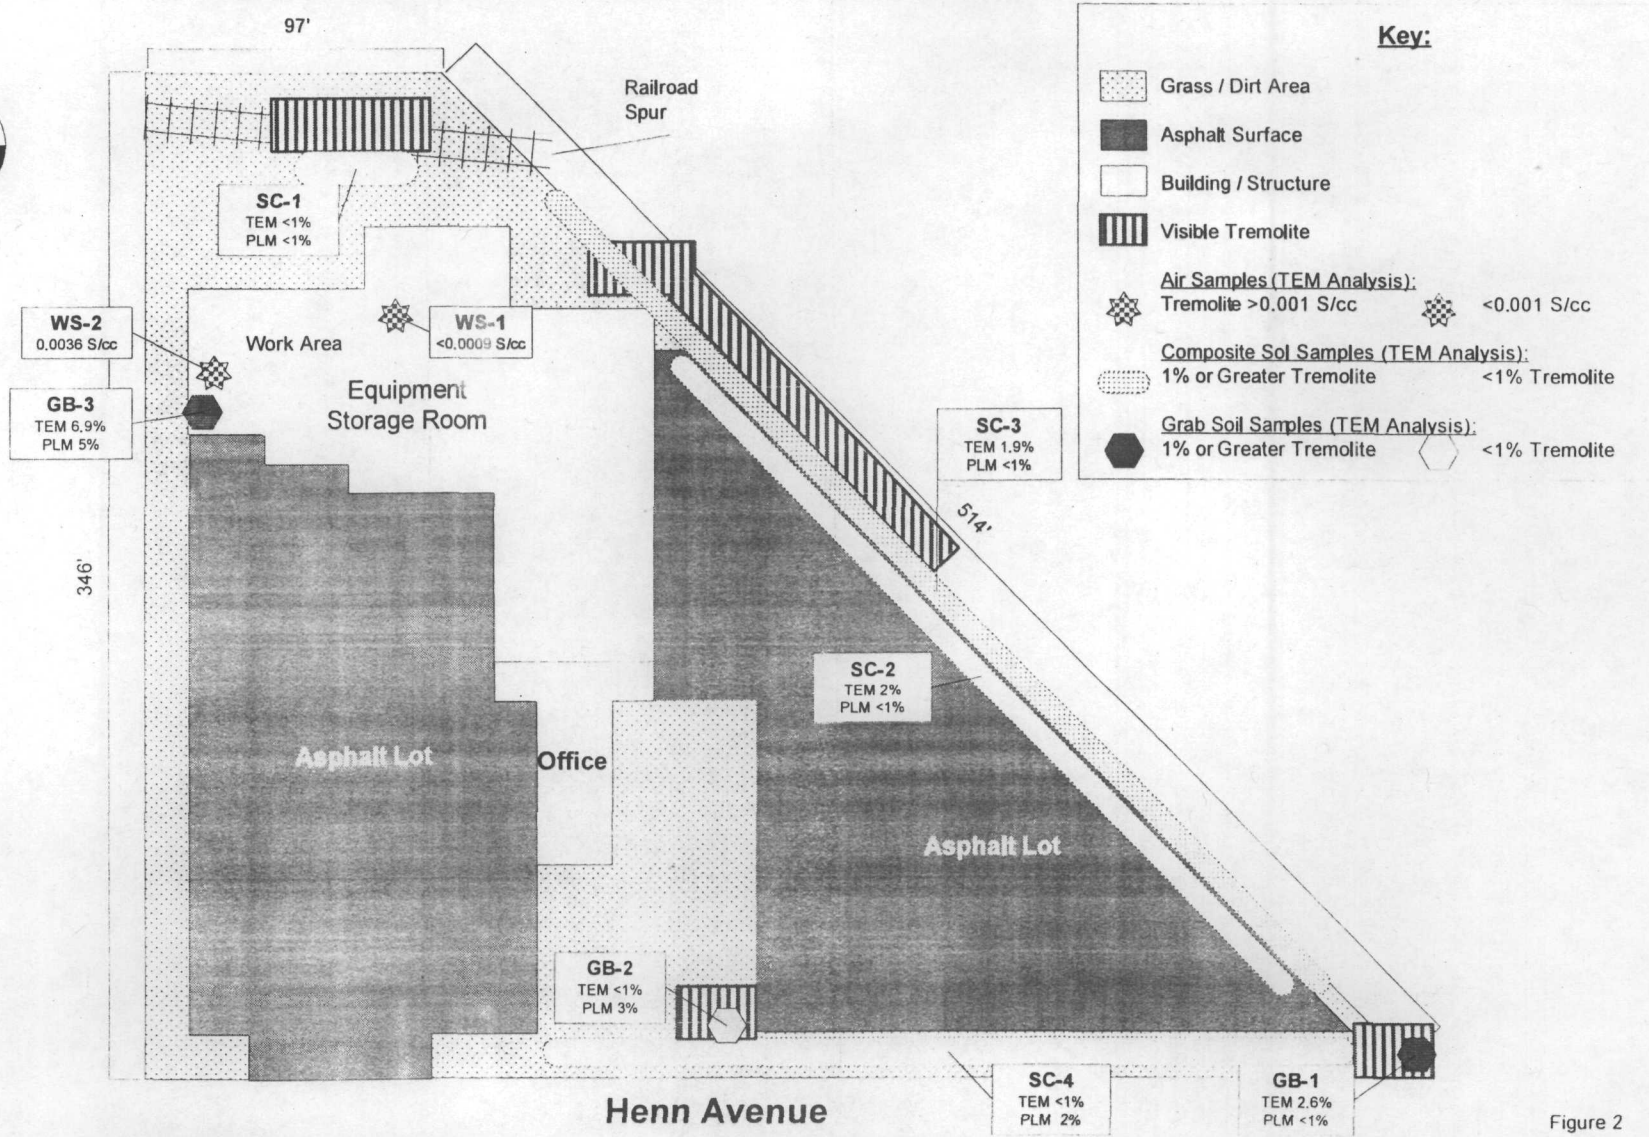 97'
Railroad
Spur
SC-1
TEM <1%
PLM <1%
WS-2
0.0036 S/cc
WS-1
<0.0009 S/cc
Work Area
GB-3
TEM 6.9%
PLM 5%
Equipment
Storage Room
SC-3
TEM 1.9%
PLM <1%
514'
346'
SC-2
TEM 2%
PLM <1%
Asphalt Lot
Office
Asphalt Lot
GB-2
TEM <1%
PLM 3%
SC-4
TEM <1%
PLM 2%
GB-1
TEM 2.6%
PLM <1%
Henn Avenue
Key:
Grass / Dirt Area
Asphalt Surface
Building / Structure
Visible Tremolite
Air Samples (TEM Analysis):
Tremolite >0.001 S/cc <0.001 S/cc
Composite Sol Samples (TEM Analysis):
1% or Greater Tremolite <1% Tremolite
Grab Soil Samples (TEM Analysis):
1% or Greater Tremolite <1% Tremolite
Figure 2